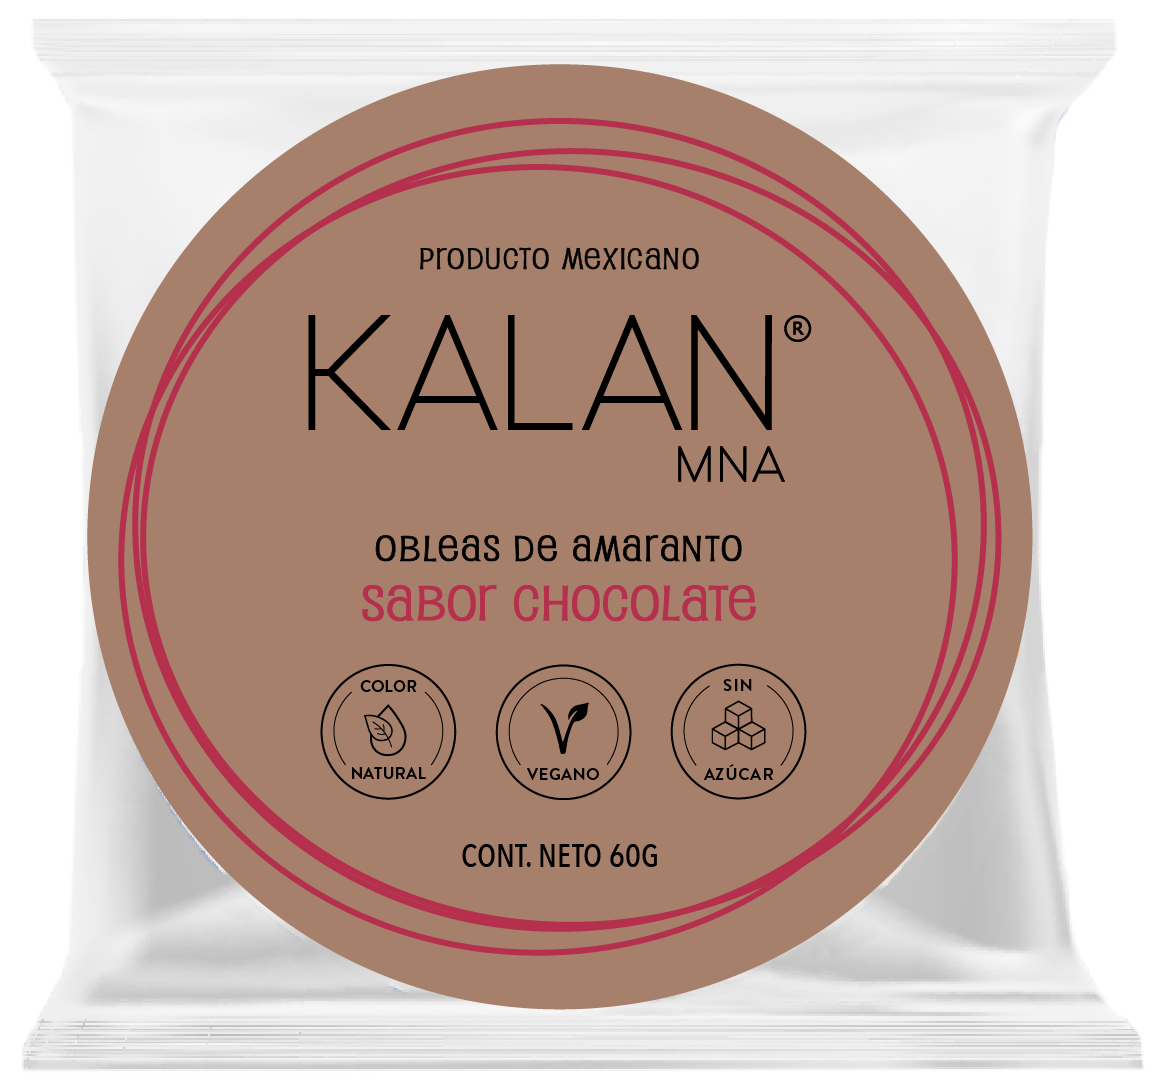 PRODUCTO MEXICANO
KALAN®
MNA
OBLEAS DE AMARANTO
SABOR CHOCOLATE
COLOR
NATURAL
VEGANO
SIN
AZÚCAR
CONT. NETO 60G